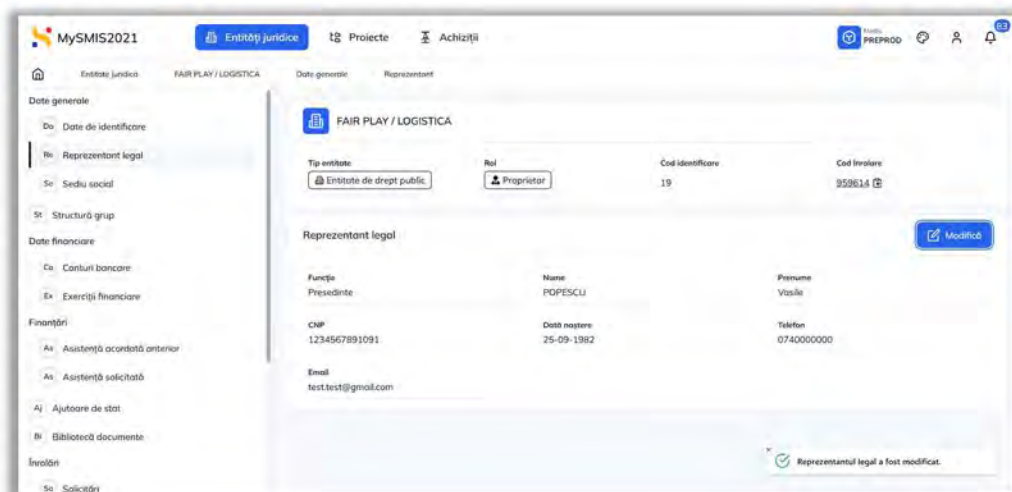 MySMIS2021
Entități juridice
Proiecte
Achiziții
Mediu
PREPROD
83
Entitate juridică
FAIR PLAY / LOGISTICA
Date generale
Reprezentant
Date generale
Da Date de identificare
Re Reprezentant legal
Se Sediu social
St Structură grup
Date financiare
Co Conturi bancare
Ex Exerciții financiare
Finanțări
As Asistență acordată anterior
As Asistență solicitată
Aj Ajutoare de stat
Bi Bibliotecă documente
Înrolări
So Solicitări
FAIR PLAY / LOGISTICA
Tip entitate
Rol
Cod identificare
Cod înrolare
Entitate de drept public
Proprietar
19
959614
Reprezentant legal
Modifică
Funcție
Nume
Prenume
Presedinte
POPESCU
Vasile
CNP
Dată naștere
Telefon
1234567891091
25-09-1982
0740000000
Email
test.test@gmail.com
Reprezentantul legal a fost modificat.